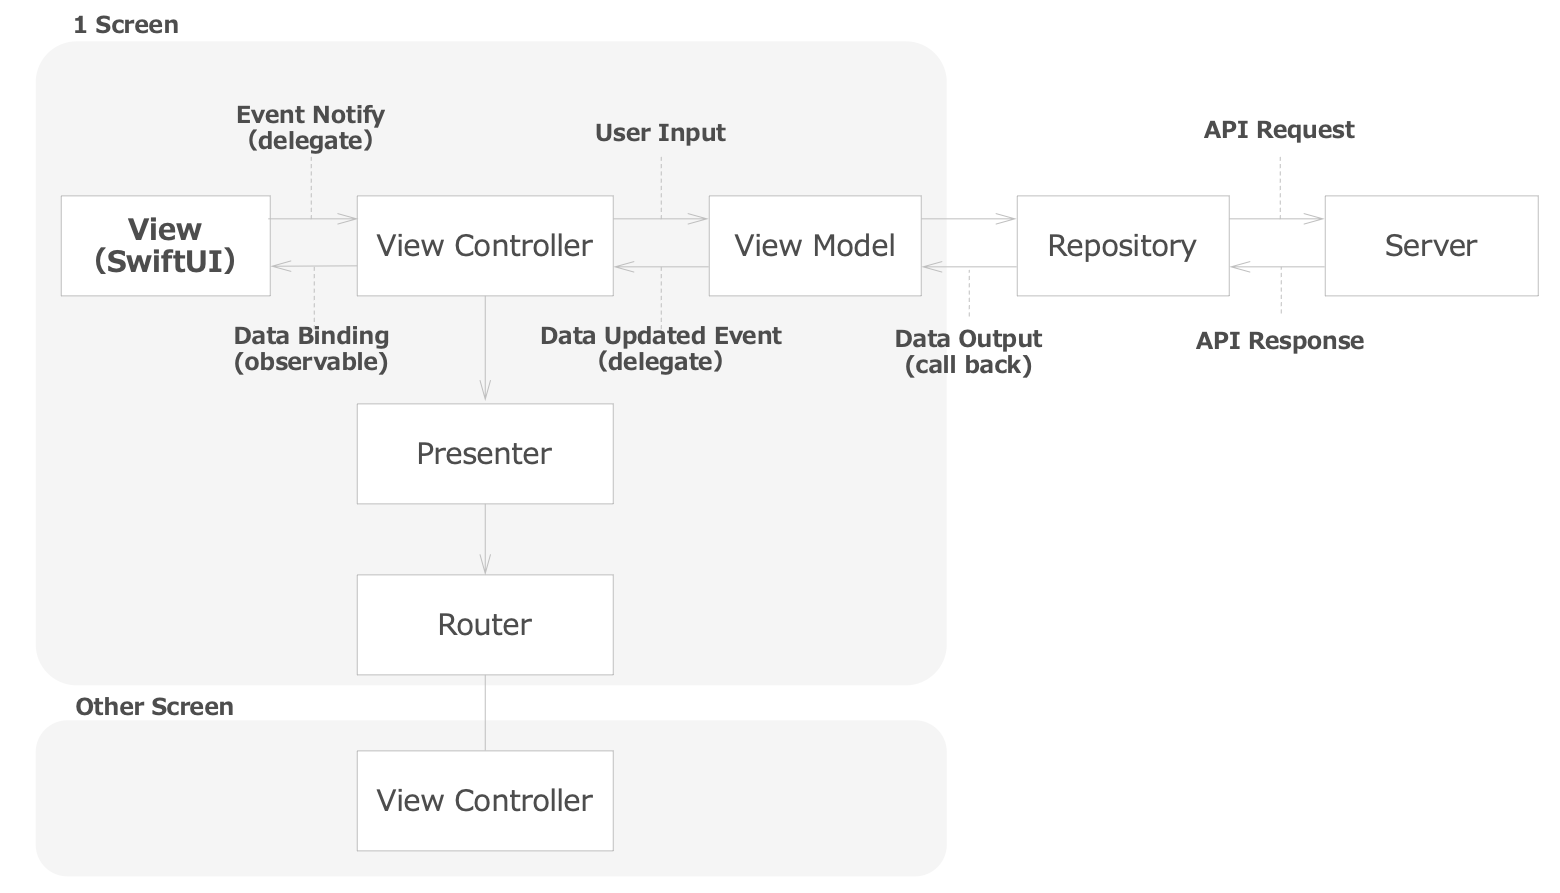 1 Screen
Event Notify
(delegate)
User Input
API Request
View
(SwiftUI)
View Controller
View Model
Repository
Server
Data Binding
(observable)
Data Updated Event
(delegate)
Data Output
(call back)
API Response
Presenter
Router
Other Screen
View Controller